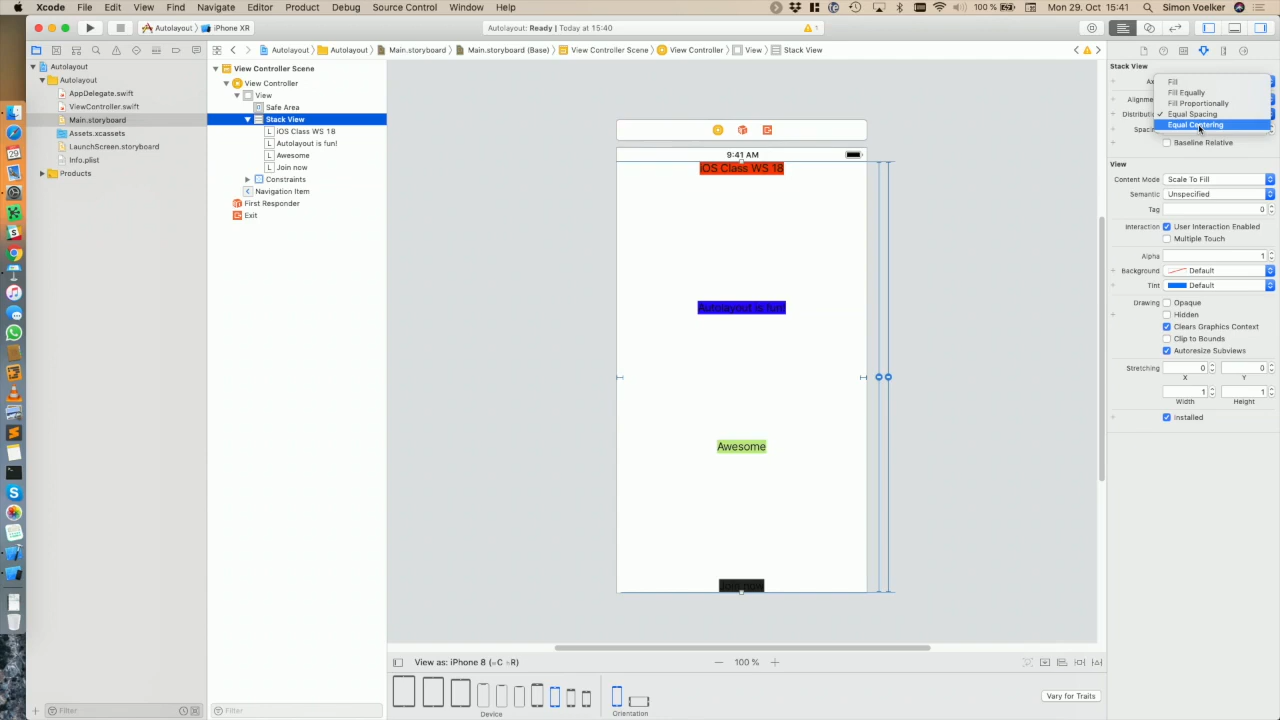 Xcode File Edit View Find Navigate Editor Product Debug Source Control Window Help 100 % Mon 29. Oct 15:41 Simon Voelker
Autolayout iPhone XR Autolayout: Ready | Today at 15:40 1
Autolayout Autolayout Main.storyboard Main.storyboard (Base) View Controller Scene View Controller View Stack View
Autolayout
Autolayout
AppDelegate.swift
ViewController.swift
Main.storyboard
Assets.xcassets
LaunchScreen.storyboard
Info.plist
Products
Filter
View Controller Scene
View Controller
View
Safe Area
Stack View
L iOS Class WS 18
L Autolayout is fun!
L Awesome
L Join now
Constraints
Navigation Item
First Responder
Exit
Filter
9:41 AM
iOS Class WS 18
Autolayout is fun!
Awesome
Join now
View as: iPhone 8 (wC hR)
100 %
Device
Orientation
Vary for Traits
Stack View
Fill
Fill Equally
Fill Proportionally
Equal Spacing
Equal Centering
Baseline Relative
View
Content Mode Scale To Fill
Semantic Unspecified
Tag 0
Interaction User Interaction Enabled
Multiple Touch
Alpha 1
Background Default
Tint Default
Drawing Opaque
Hidden
Clears Graphics Context
Clip to Bounds
Autoresize Subviews
Stretching 0 0
X Y
1 1
Width Height
Installed